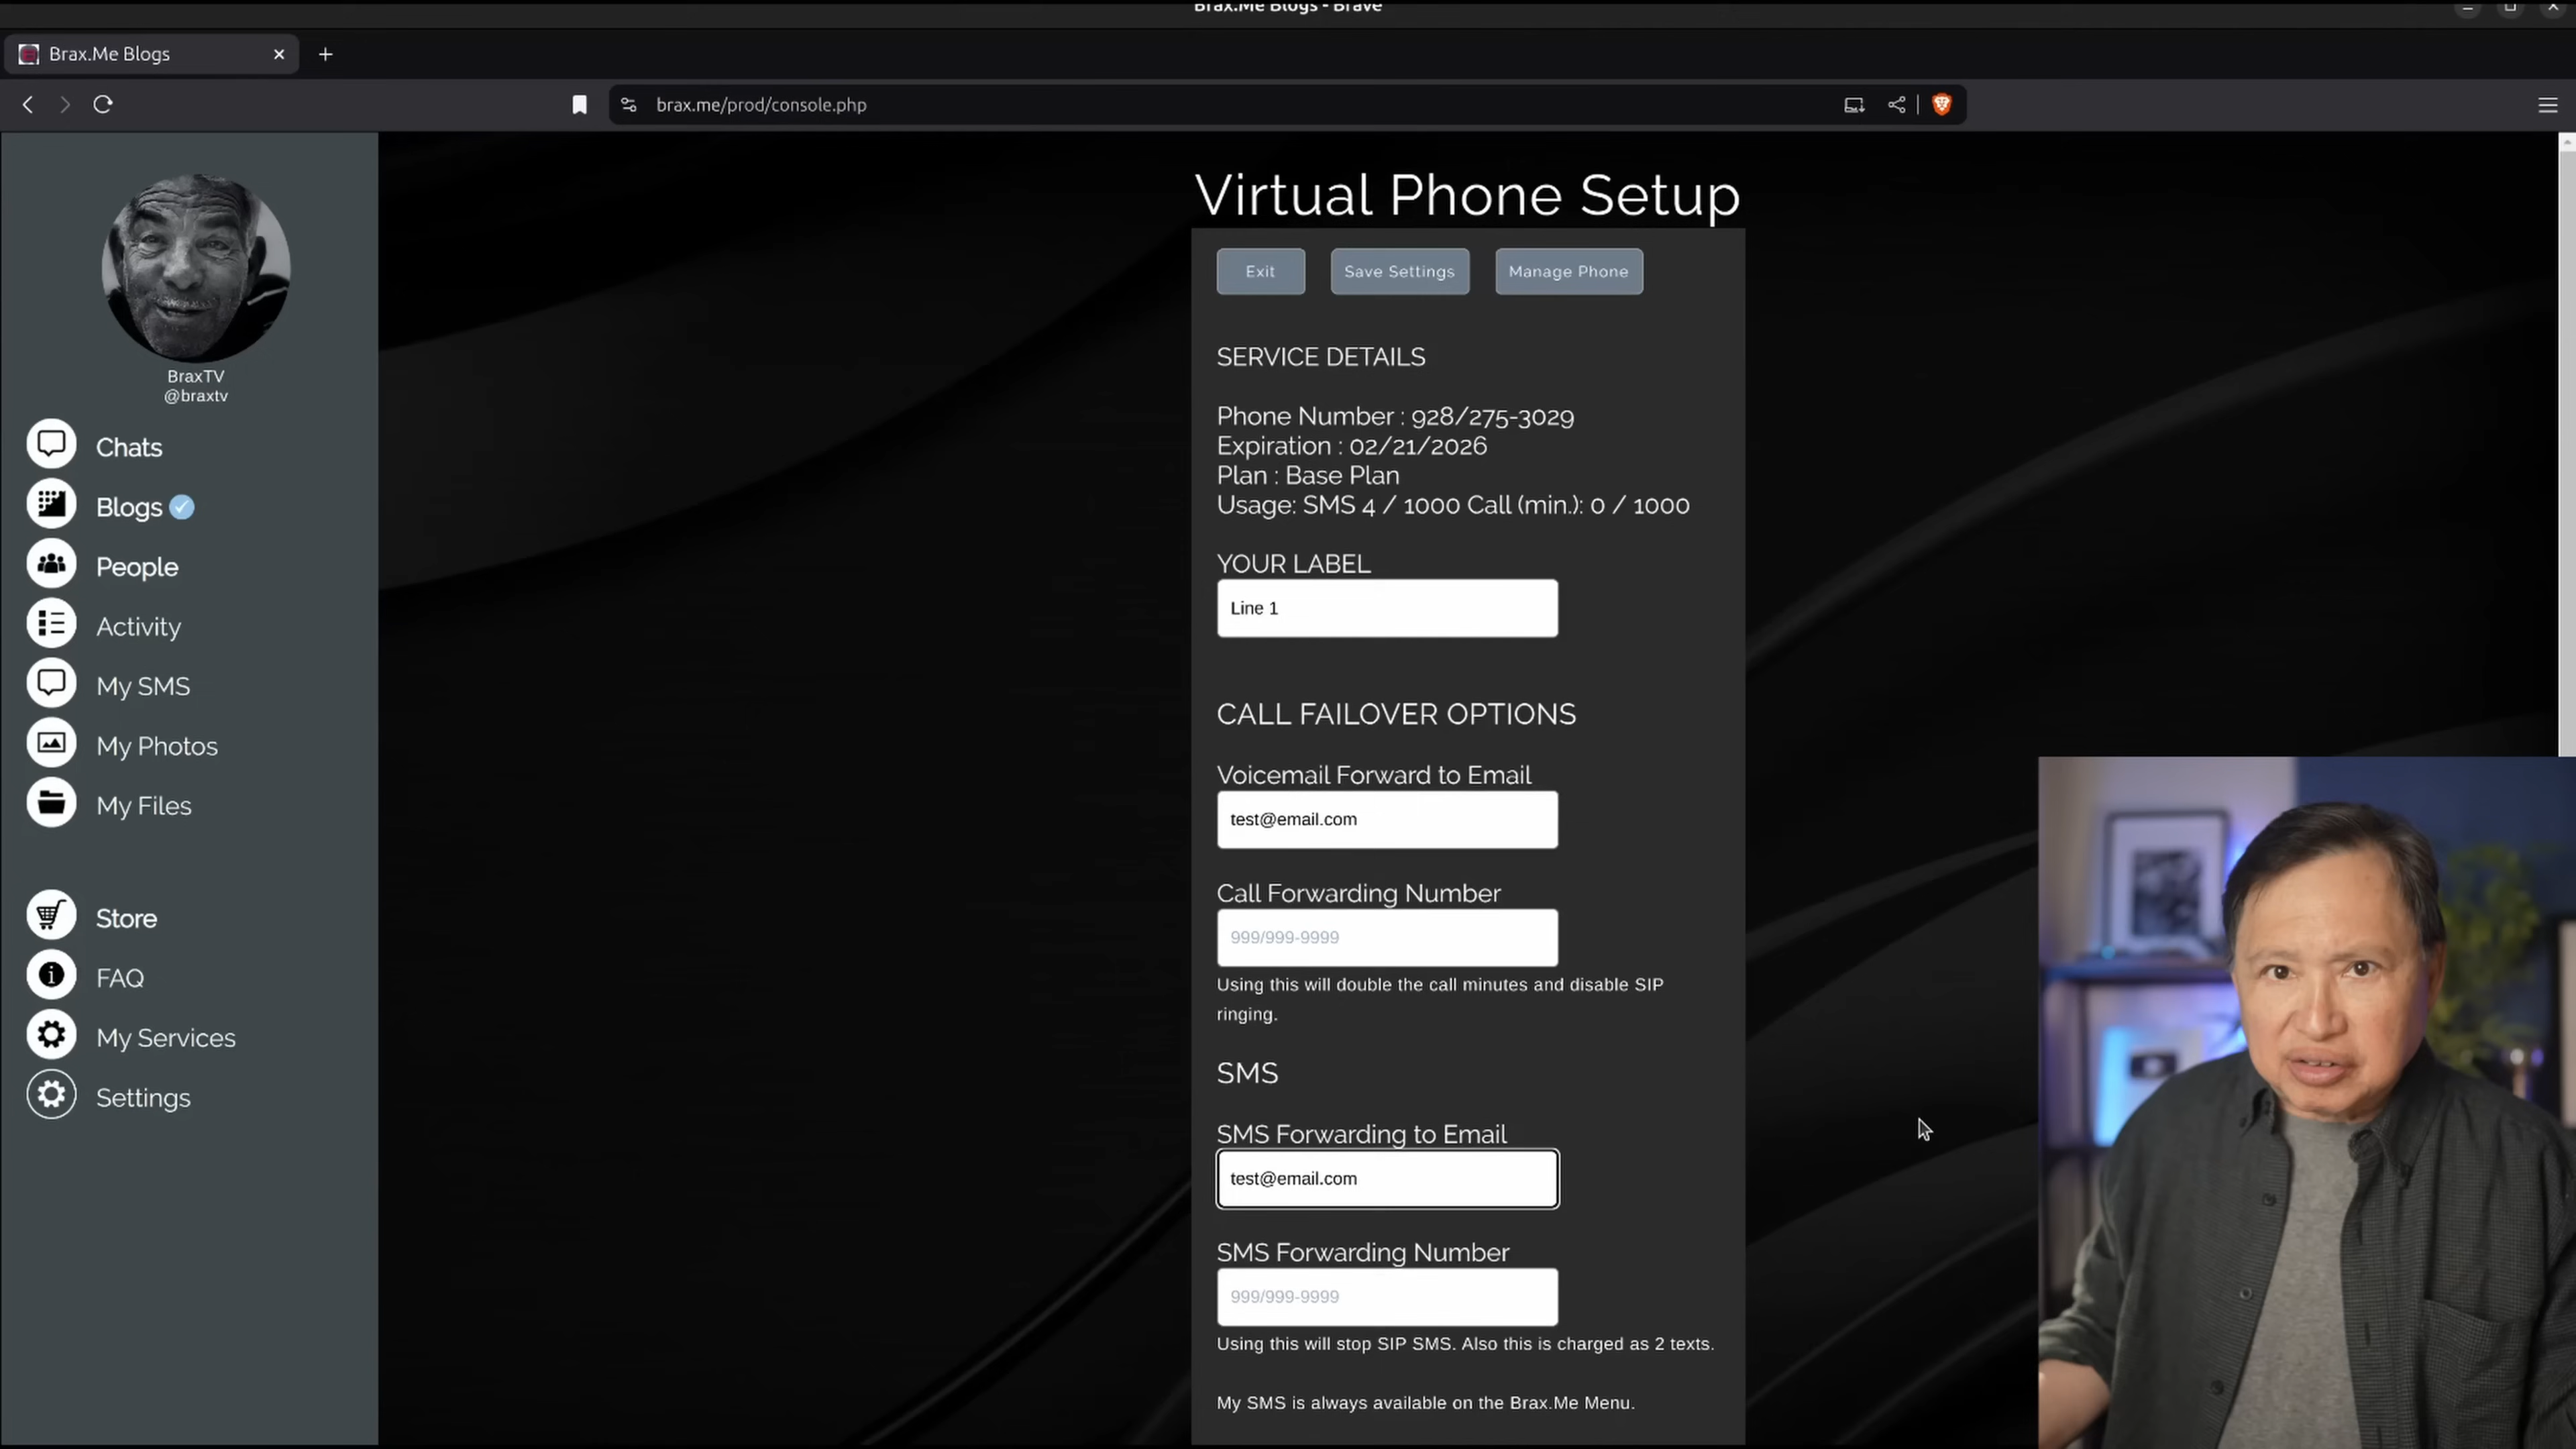 Brax.Me Blogs - Brave
Brax.Me Blogs
brax.me/prod/console.php
BraxTV
@braxtv
Chats
Blogs
People
Activity
My SMS
My Photos
My Files
Store
FAQ
My Services
Settings
Virtual Phone Setup
Exit Save Settings Manage Phone
SERVICE DETAILS
Phone Number : 928/275-3029
Expiration : 02/21/2026
Plan : Base Plan
Usage: SMS 4 / 1000 Call (min.): 0 / 1000
YOUR LABEL
Line 1
CALL FAILOVER OPTIONS
Voicemail Forward to Email
test@email.com
Call Forwarding Number
999/999-9999
Using this will double the call minutes and disable SIP
ringing.
SMS
SMS Forwarding to Email
test@email.com
SMS Forwarding Number
999/999-9999
Using this will stop SIP SMS. Also this is charged as 2 texts.
My SMS is always available on the Brax.Me Menu.